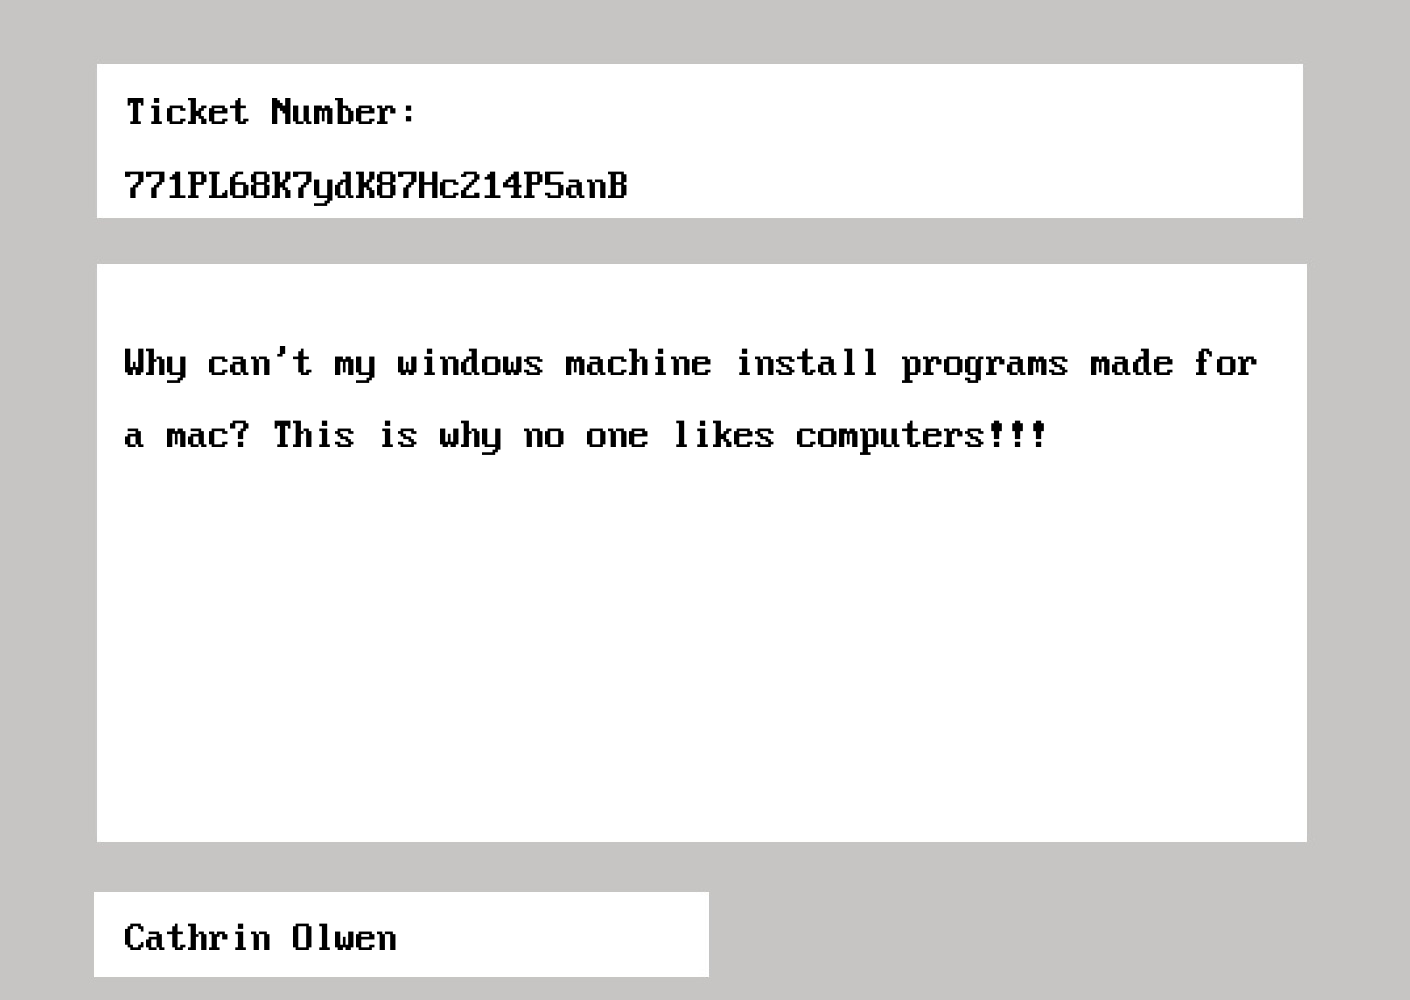 Ticket Number:
771PL68K7ydK87Hc214P5anB
Why can't my windows machine install programs made for
a mac? This is why no one likes computers!!!
Cathrin Olwen